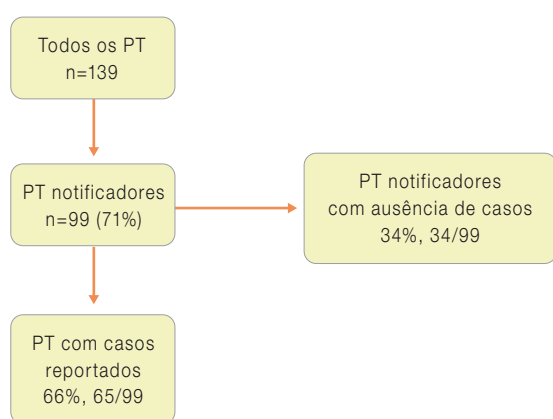 Todos os PT
n=139
PT notificadores
n=99 (71%)
PT notificadores
com ausência de casos
34%, 34/99
PT com casos
reportados
66%, 65/99